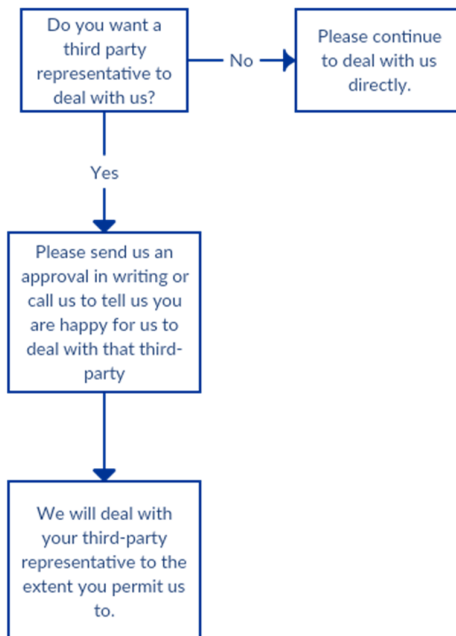 Do you want a
third party
representative to
deal with us?
No
Please continue
to deal with us
directly.
Yes
Please send us an
approval in writing or
call us to tell us you
are happy for us to
deal with that third-
party
We will deal with
your third-party
representative to the
extent you permit us
to.